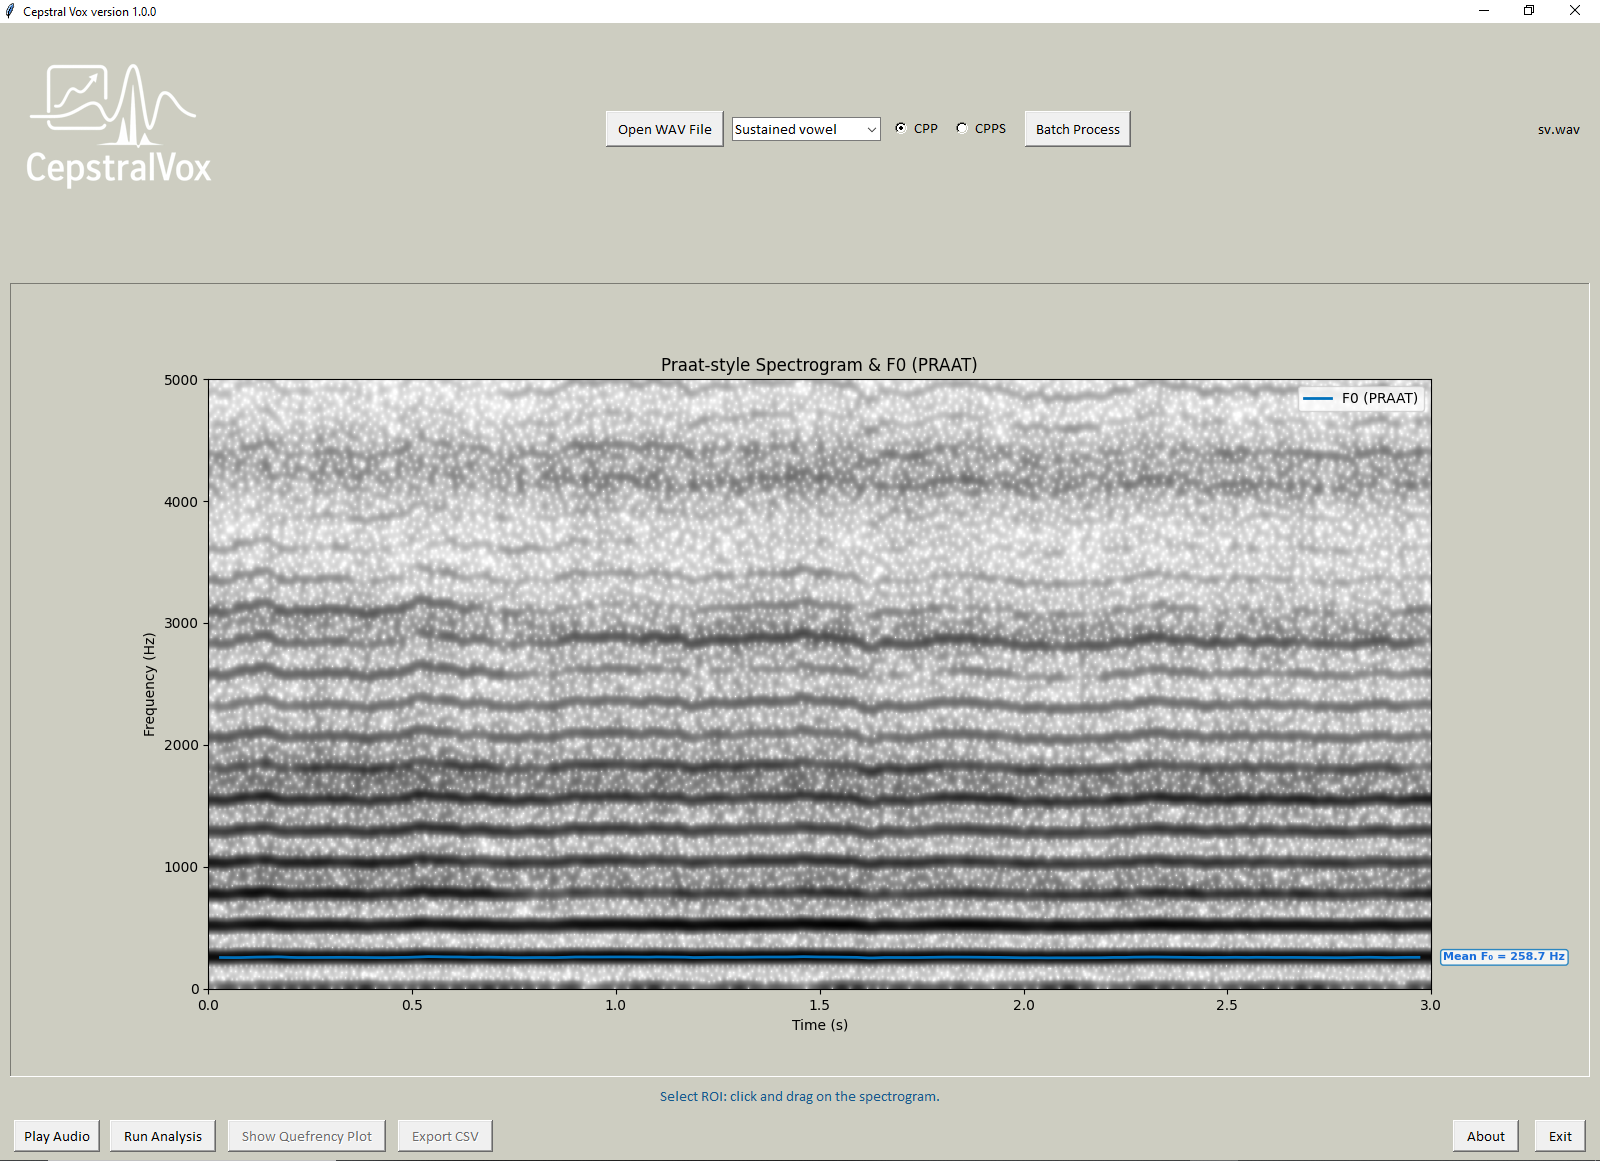 Cepstral Vox version 1.0.0
CepstralVox
Open WAV File
Sustained vowel
CPP
CPPS
Batch Process
sv.wav
Praat-style Spectrogram & F0 (PRAAT)
F0 (PRAAT)
5000
4000
3000
2000
1000
0
Frequency (Hz)
Mean F₀ = 258.7 Hz
0.0 0.5 1.0 1.5 2.0 2.5 3.0
Time (s)
Select ROI: click and drag on the spectrogram.
Play Audio
Run Analysis
Show Quefrency Plot
Export CSV
About
Exit